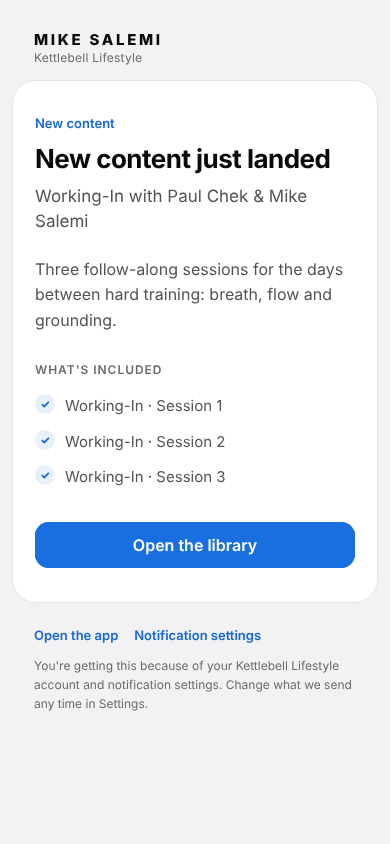 MIKE SALEMI
Kettlebell Lifestyle
New content
New content just landed
Working-In with Paul Chek & Mike
Salemi
Three follow-along sessions for the days
between hard training: breath, flow and
grounding.
WHAT'S INCLUDED
Working-In · Session 1
Working-In · Session 2
Working-In · Session 3
Open the library
Open the app Notification settings
You're getting this because of your Kettlebell Lifestyle
account and notification settings. Change what we send
any time in Settings.